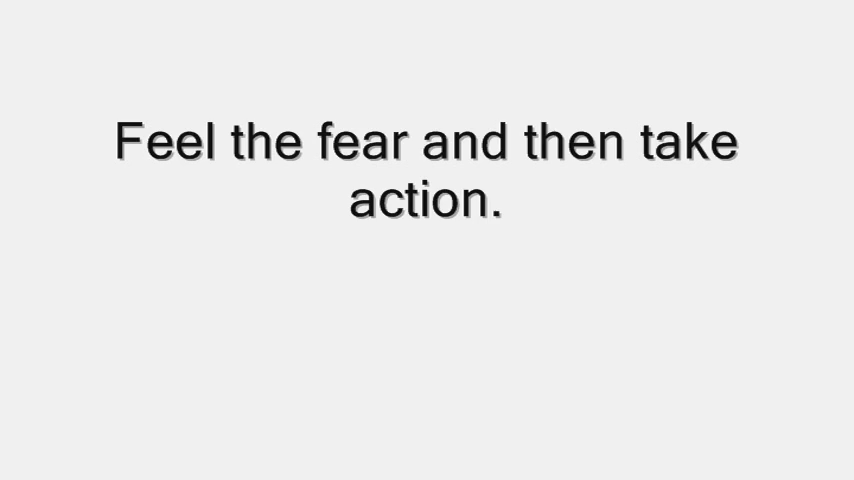 Feel the fear and then take
action.